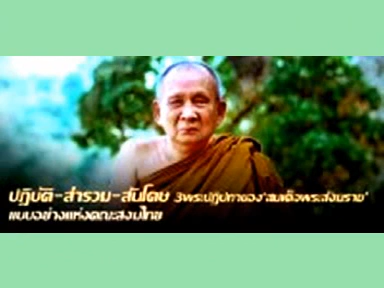 ปฏิบัติ-สำรวม-สันโดษ 3พระปฏิปทาของ"สมเด็จพระสังฆราช"
แบบอย่างแห่งคณะสงฆ์ไทย